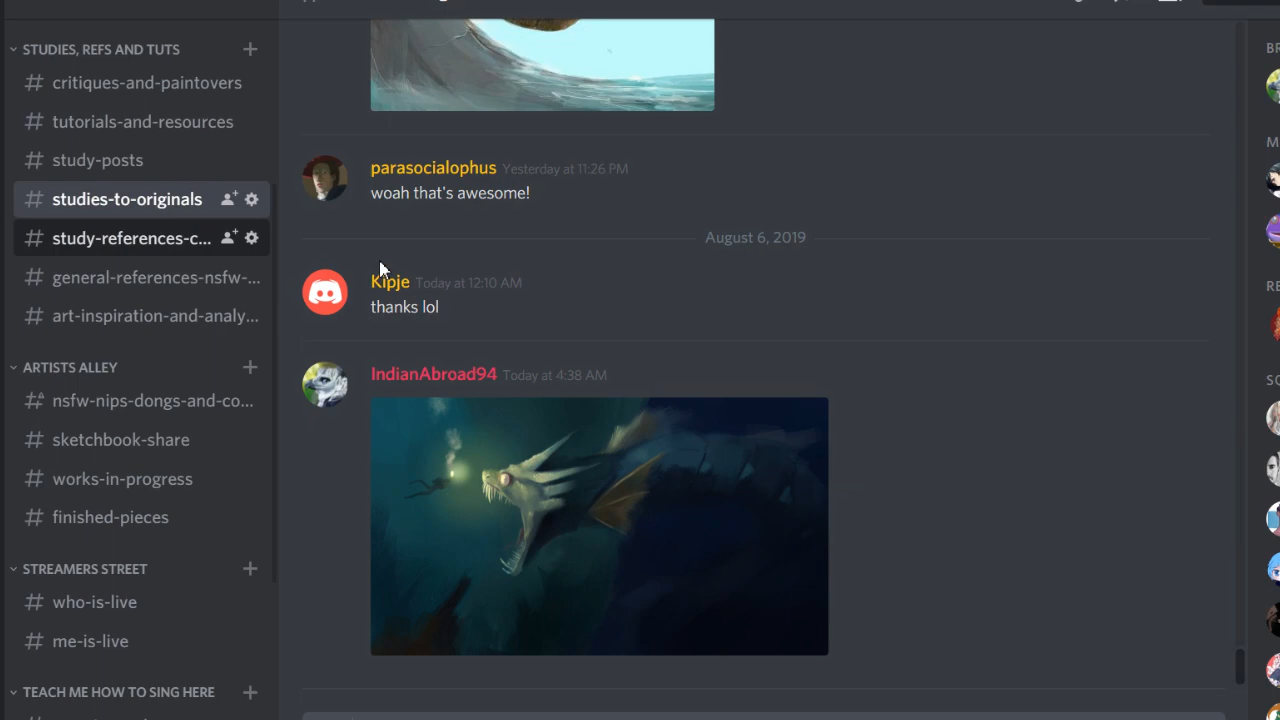 STUDIES, REFS AND TUTS
critiques-and-paintovers
tutorials-and-resources
study-posts
studies-to-originals
study-references-c...
general-references-nsfw-...
art-inspiration-and-analy...
ARTISTS ALLEY
nsfw-nips-dongs-and-co...
sketchbook-share
works-in-progress
finished-pieces
STREAMERS STREET
who-is-live
me-is-live
TEACH ME HOW TO SING HERE
parasocialophus Yesterday at 11:26 PM
woah that's awesome!
August 6, 2019
Kipje Today at 12:10 AM
thanks lol
IndianAbroad94 Today at 4:38 AM